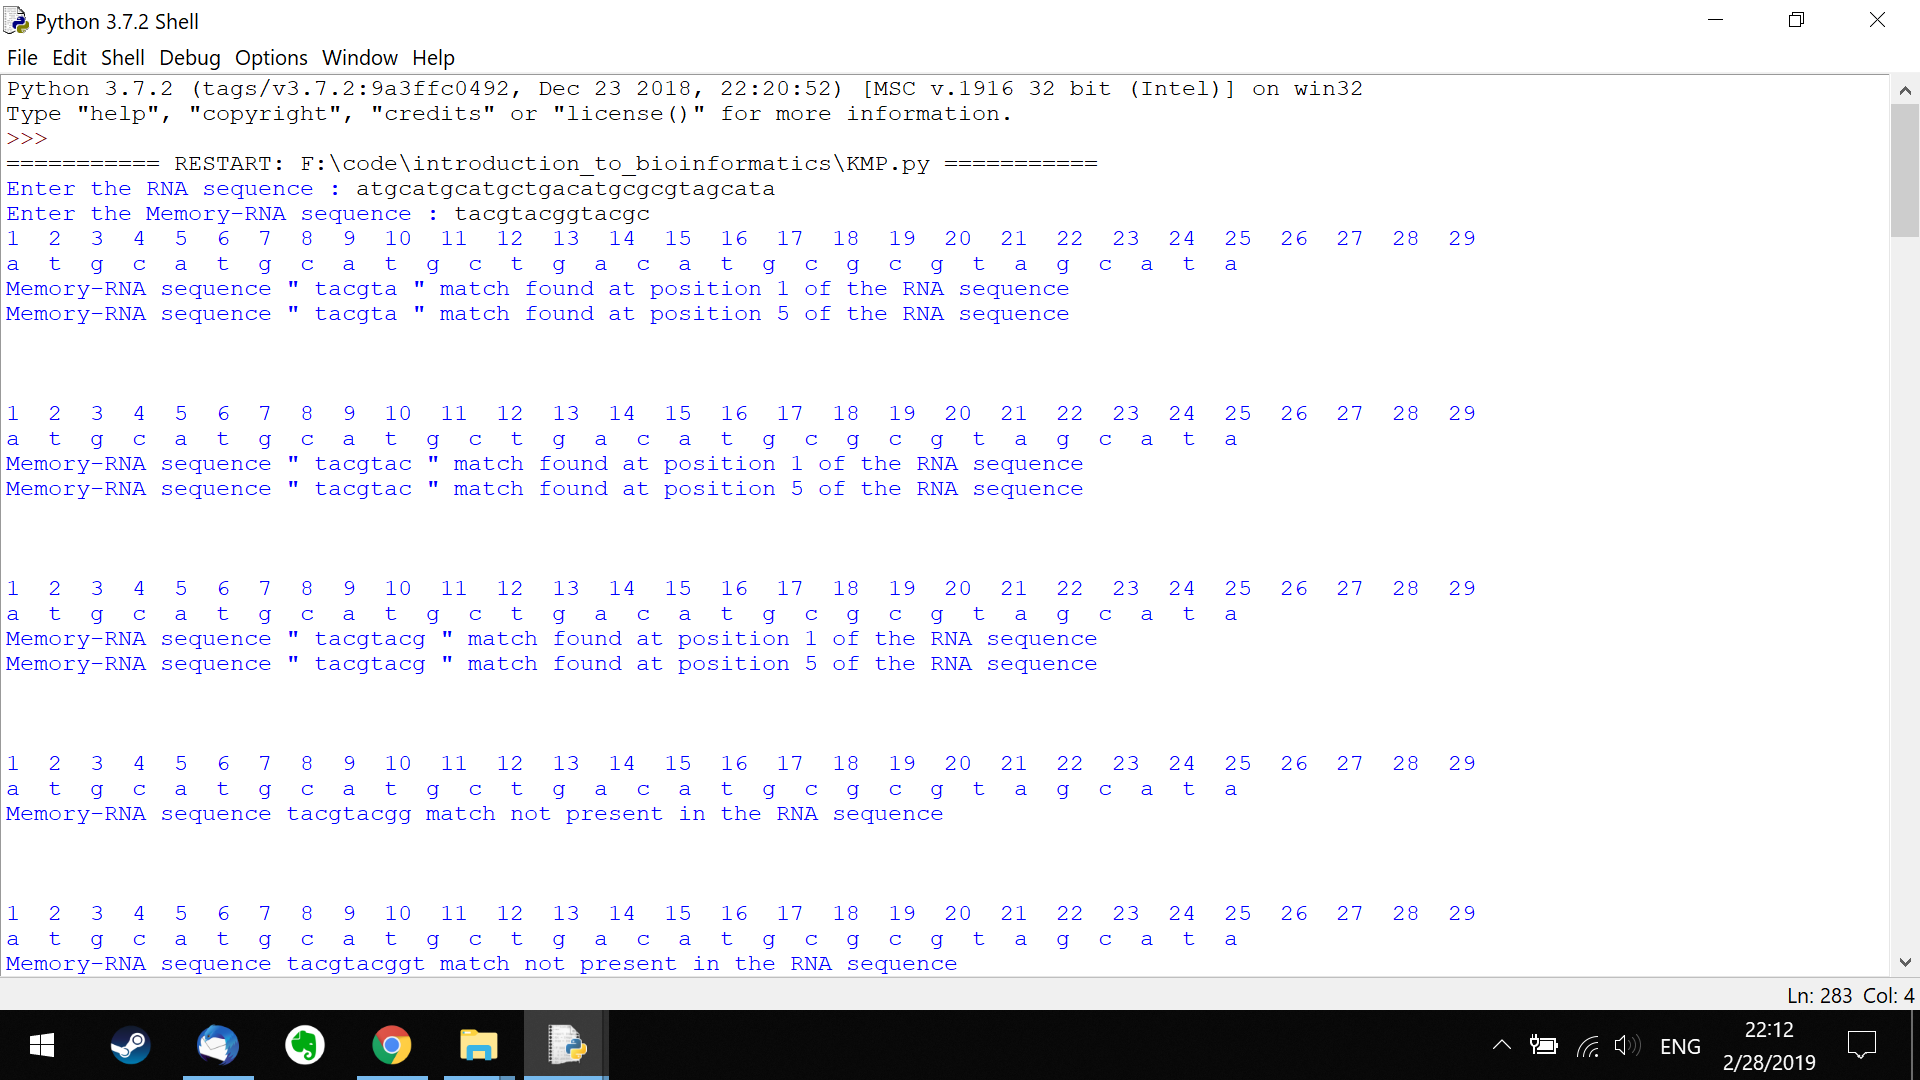 Python 3.7.2 Shell
File Edit Shell Debug Options Window Help
Python 3.7.2 (tags/v3.7.2:9a3ffc0492, Dec 23 2018, 22:20:52) [MSC v.1916 32 bit (Intel)] on win32
Type "help", "copyright", "credits" or "license()" for more information.
>>>
=========== RESTART: F:\code\introduction_to_bioinformatics\KMP.py ===========
Enter the RNA sequence : atgcatgcatgctgacatgcgcgtagcata
Enter the Memory-RNA sequence : tacgtacggtacgc
1 2 3 4 5 6 7 8 9 10 11 12 13 14 15 16 17 18 19 20 21 22 23 24 25 26 27 28 29
a t g c a t g c a t g c t g a c a t g c g c g t a g c a t a
Memory-RNA sequence " tacgta " match found at position 1 of the RNA sequence
Memory-RNA sequence " tacgta " match found at position 5 of the RNA sequence
1 2 3 4 5 6 7 8 9 10 11 12 13 14 15 16 17 18 19 20 21 22 23 24 25 26 27 28 29
a t g c a t g c a t g c t g a c a t g c g c g t a g c a t a
Memory-RNA sequence " tacgtac " match found at position 1 of the RNA sequence
Memory-RNA sequence " tacgtac " match found at position 5 of the RNA sequence
1 2 3 4 5 6 7 8 9 10 11 12 13 14 15 16 17 18 19 20 21 22 23 24 25 26 27 28 29
a t g c a t g c a t g c t g a c a t g c g c g t a g c a t a
Memory-RNA sequence " tacgtacg " match found at position 1 of the RNA sequence
Memory-RNA sequence " tacgtacg " match found at position 5 of the RNA sequence
1 2 3 4 5 6 7 8 9 10 11 12 13 14 15 16 17 18 19 20 21 22 23 24 25 26 27 28 29
a t g c a t g c a t g c t g a c a t g c g c g t a g c a t a
Memory-RNA sequence tacgtacgg match not present in the RNA sequence
1 2 3 4 5 6 7 8 9 10 11 12 13 14 15 16 17 18 19 20 21 22 23 24 25 26 27 28 29
a t g c a t g c a t g c t g a c a t g c g c g t a g c a t a
Memory-RNA sequence tacgtacggt match not present in the RNA sequence
Ln: 283 Col: 4
ENG
22:12
2/28/2019